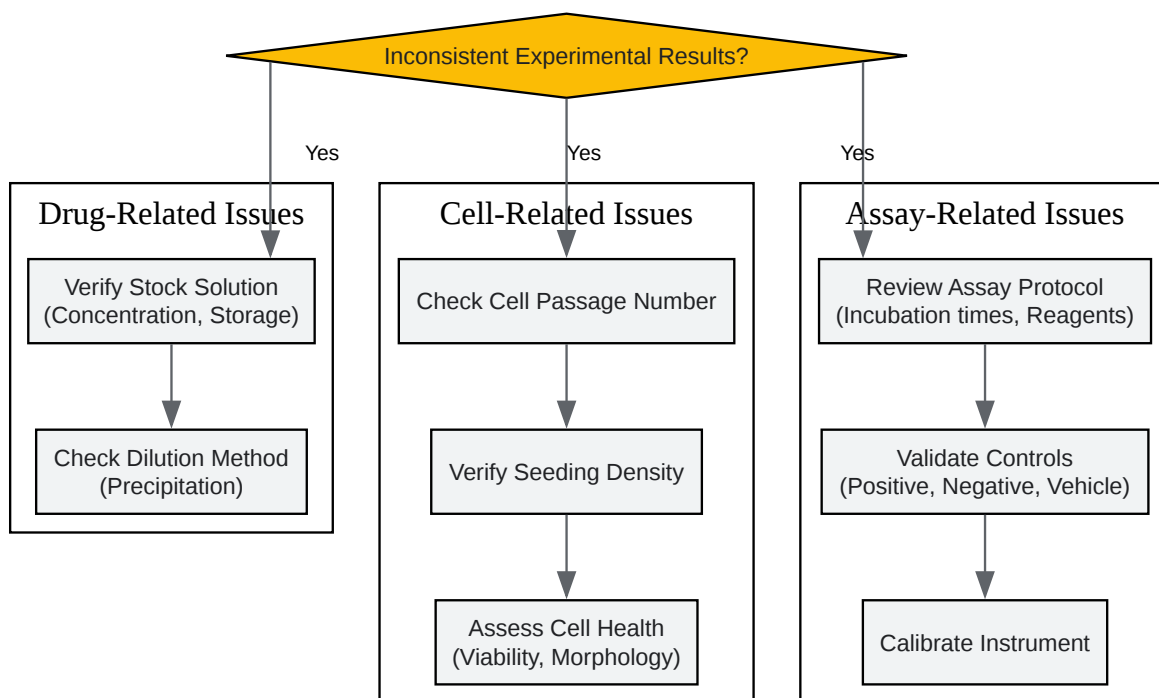 Inconsistent Experimental Results?
Yes
Yes
Yes
Drug-Related Issues
Verify Stock Solution
(Concentration, Storage)
Check Dilution Method
(Precipitation)
Cell-Related Issues
Check Cell Passage Number
Verify Seeding Density
Assess Cell Health
(Viability, Morphology)
Assay-Related Issues
Review Assay Protocol
(Incubation times, Reagents)
Validate Controls
(Positive, Negative, Vehicle)
Calibrate Instrument